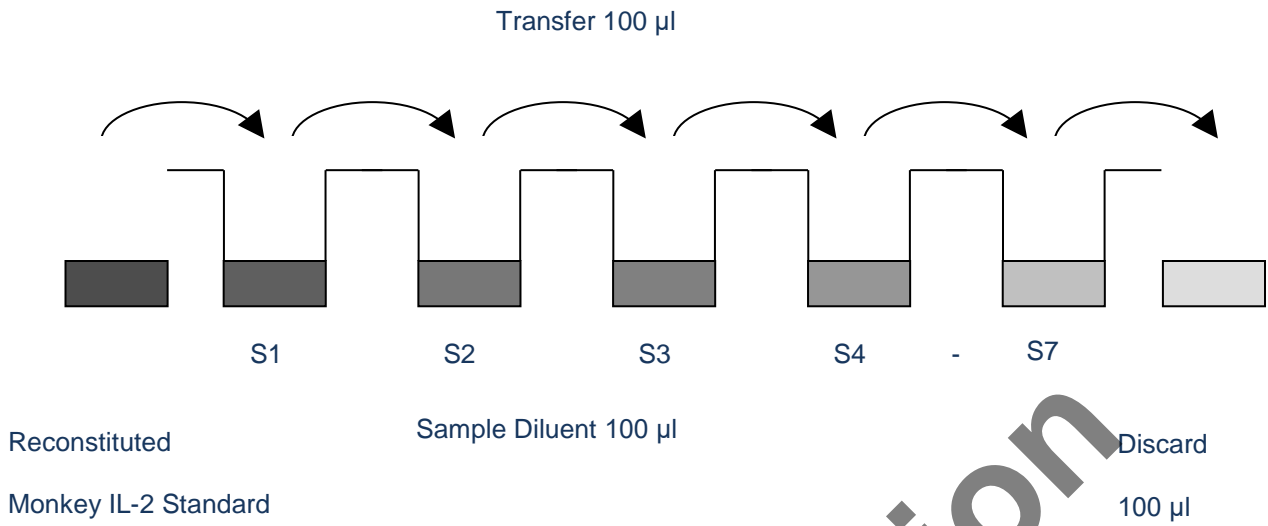 Transfer 100 µl
S1 S2 S3 S4 - S7
Sample Diluent 100 µl
Reconstituted
Monkey IL-2 Standard
Discard
100 µl
ion